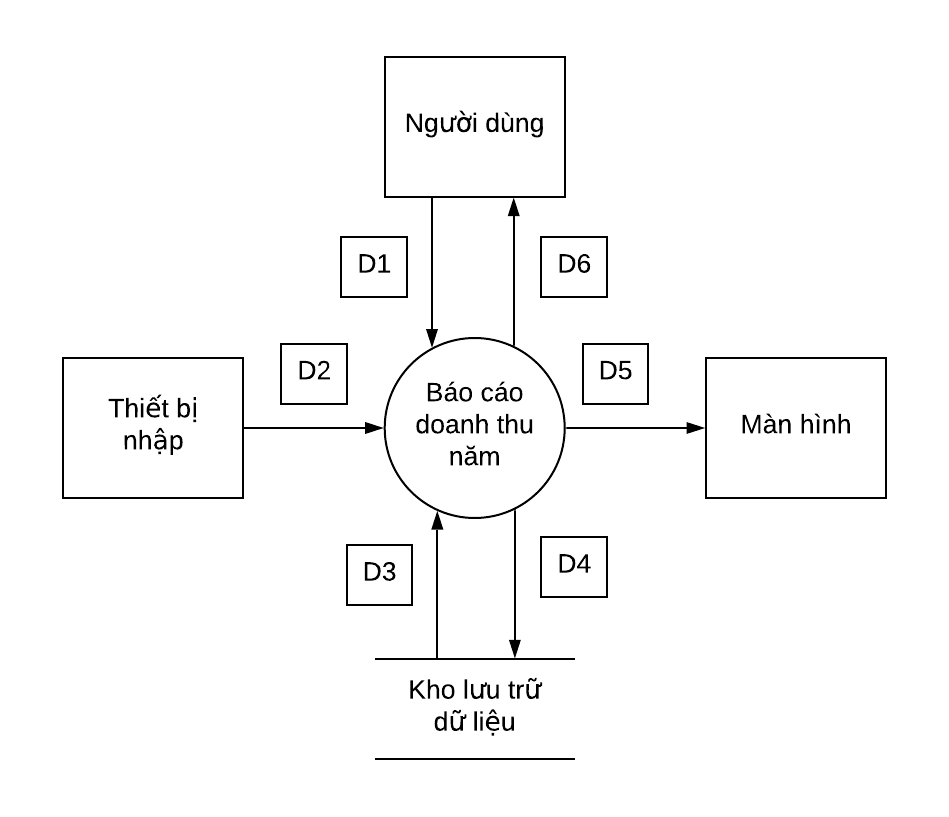 Người dùng
D1
D6
D2
D5
Thiết bị
nhập
Báo cáo
doanh thu
năm
Màn hình
D3
D4
Kho lưu trữ
dữ liệu